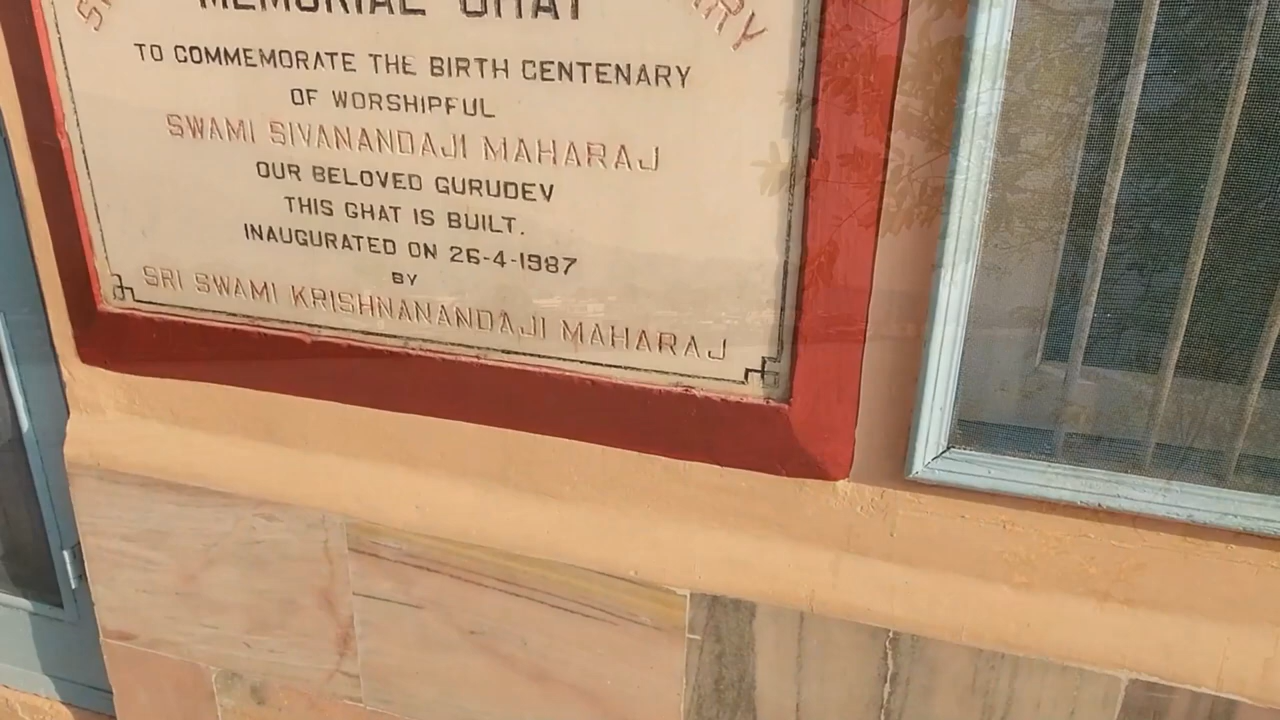 MEMORIAL GHAT
TO COMMEMORATE THE BIRTH CENTENARY
OF WORSHIPFUL
SWAMI SIVANANDAJI MAHARAJ
OUR BELOVED GURUDEV
THIS GHAT IS BUILT.
INAUGURATED ON 26-4-1987
BY
SRI SWAMI KRISHNANANDAJI MAHARAJ